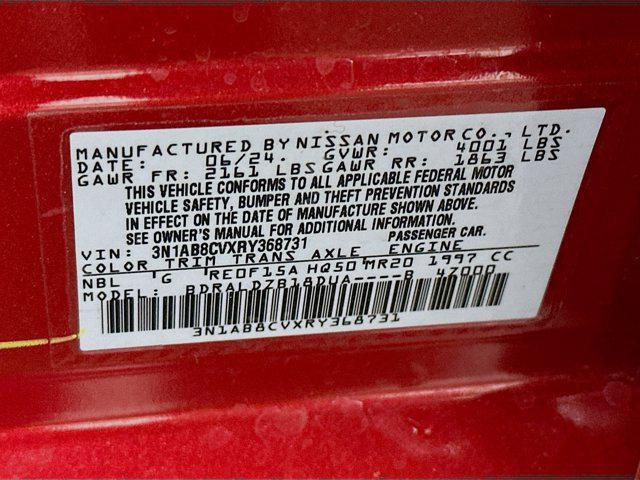 MANUFACTURED BY NISSAN MOTOR CO., LTD.
DATE: 06/24. GVWR: 4001 LBS
GAWR FR: 2161 LBS GAWR RR: 1863 LBS
THIS VEHICLE CONFORMS TO ALL APPLICABLE FEDERAL MOTOR
VEHICLE SAFETY, BUMPER AND THEFT PREVENTION STANDARDS
IN EFFECT ON THE DATE OF MANUFACTURE SHOWN ABOVE.
SEE OWNER'S MANUAL FOR ADDITIONAL INFORMATION.
VIN: 3N1AB8CVXRY368731 PASSENGER CAR.
COLOR TRIM TRANS AXLE ENGINE
NBL G RE0F15A HQ50 MR20 1997 CC
MODEL: BDRALDZB18DUA----B 47000
3N1AB8CVXRY368731